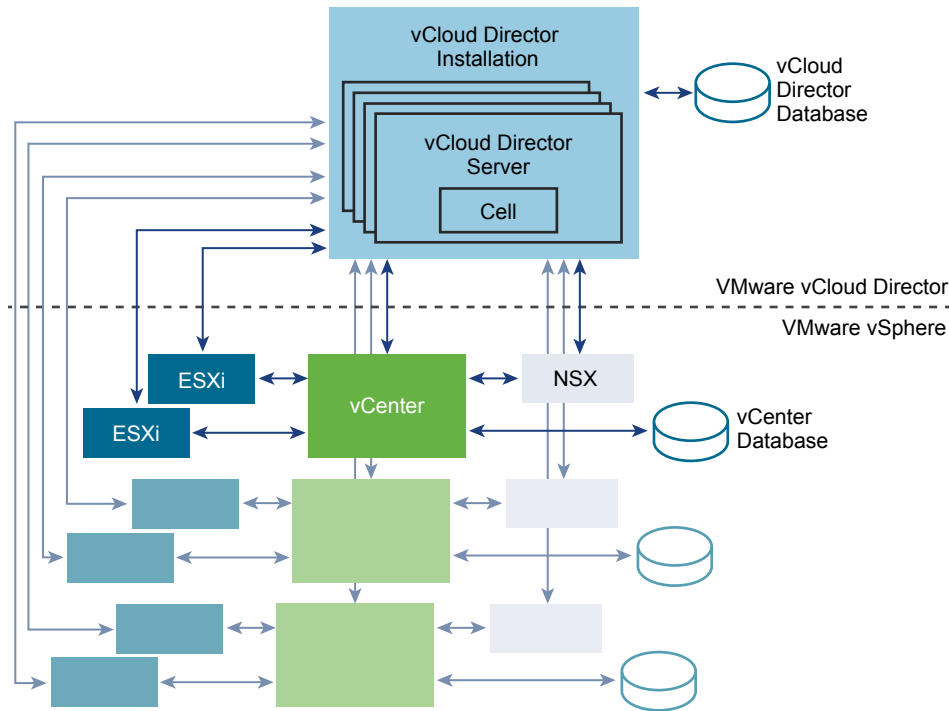 vCloud Director
Installation
vCloud
Director
Database
vCloud Director
Server
Cell
VMware vCloud Director
VMware vSphere
ESXi
vCenter
NSX
ESXi
vCenter
Database